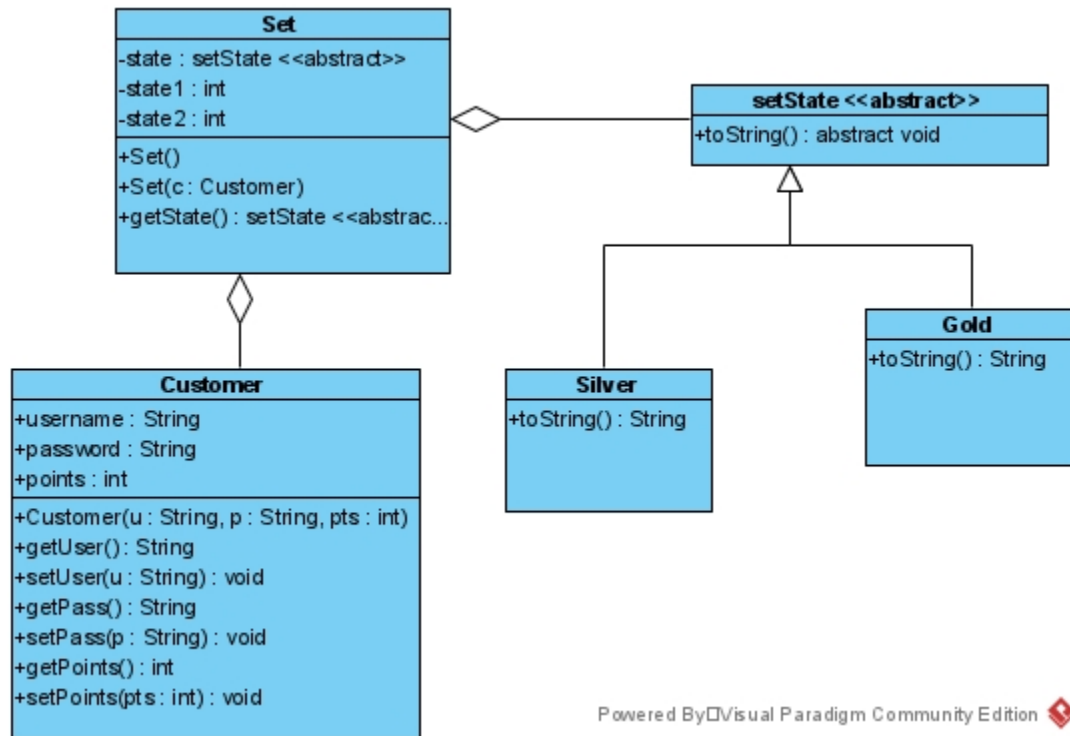 Set
-state : setState <<abstract>>
-state1 : int
-state2 : int
+Set()
+Set(c : Customer)
+getState() : setState <<abstrac...
setState <<abstract>>
+toString() : abstract void
Silver
+toString() : String
Gold
+toString() : String
Customer
+username : String
+password : String
+points : int
+Customer(u : String, p : String, pts : int)
+getUser() : String
+setUser(u : String) : void
+getPass() : String
+setPass(p : String) : void
+getPoints() : int
+setPoints(pts : int) : void
Powered By□Visual Paradigm Community Edition